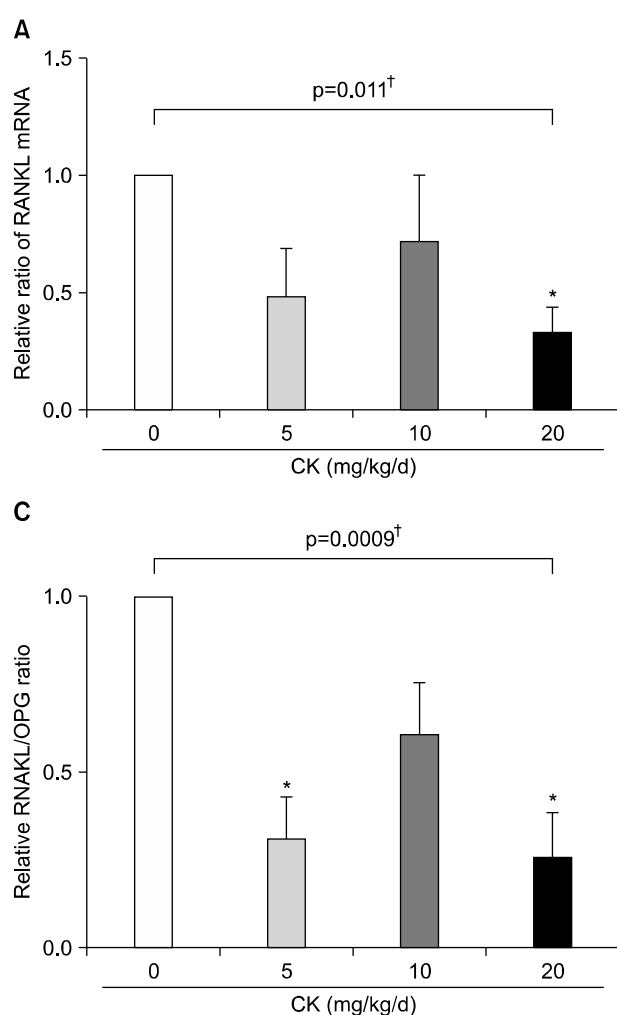 A
1.5
p=0.011†
1.0
0.5
*
0.0
0 5 10 20
CK (mg/kg/d)
Relative ratio of RANKL mRNA
C
p=0.0009†
1.0
0.5
* *
0.0
0 5 10 20
CK (mg/kg/d)
Relative RNAKL/OPG ratio